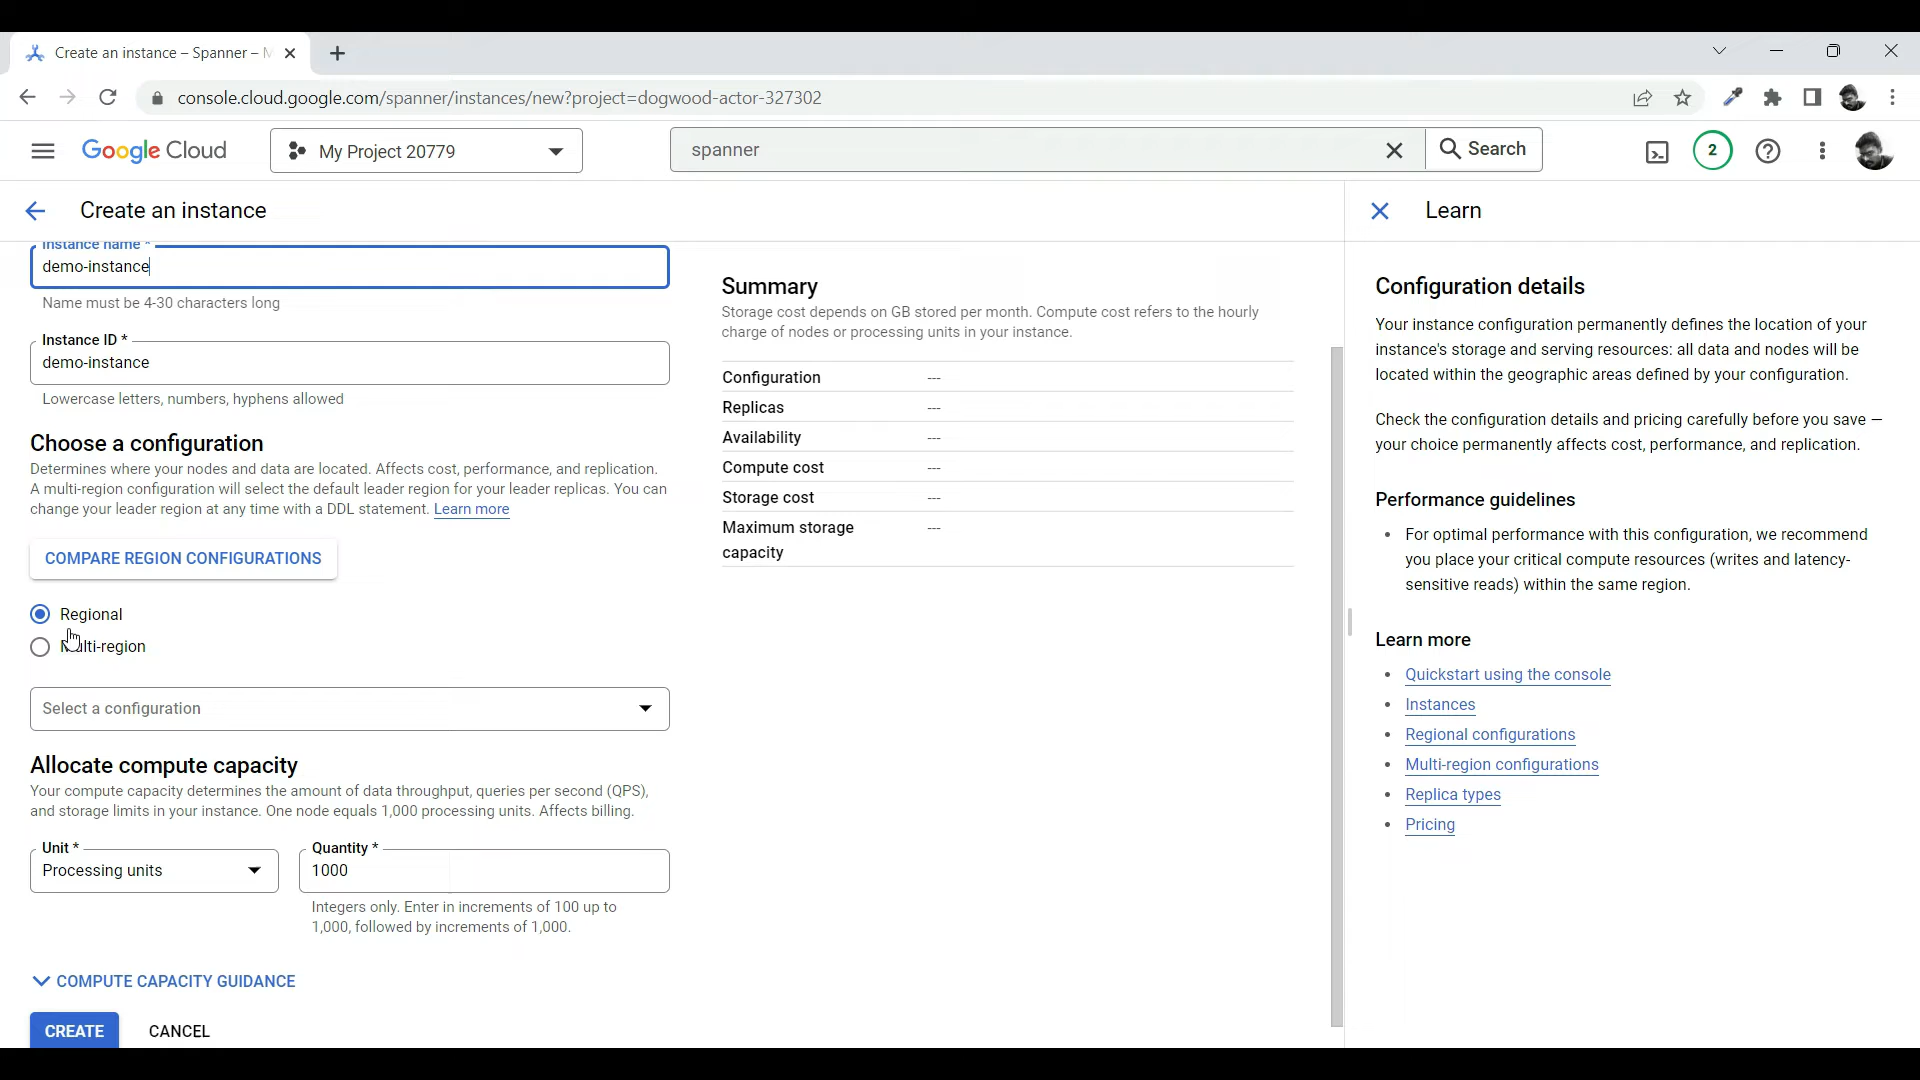 Create an instance – Spanner – M
console.cloud.google.com/spanner/instances/new?project=dogwood-actor-327302
Google Cloud
My Project 20779
spanner
Search
2
Create an instance
Instance name *
demo-instance
Name must be 4-30 characters long
Instance ID *
demo-instance
Lowercase letters, numbers, hyphens allowed
Choose a configuration
Determines where your nodes and data are located. Affects cost, performance, and replication.
A multi-region configuration will select the default leader region for your leader replicas. You can
change your leader region at any time with a DDL statement. Learn more
COMPARE REGION CONFIGURATIONS
Regional
Multi-region
Select a configuration
Allocate compute capacity
Your compute capacity determines the amount of data throughput, queries per second (QPS),
and storage limits in your instance. One node equals 1,000 processing units. Affects billing.
Unit *
Processing units
Quantity *
1000
Integers only. Enter in increments of 100 up to
1,000, followed by increments of 1,000.
COMPUTE CAPACITY GUIDANCE
CREATE CANCEL
Summary
Storage cost depends on GB stored per month. Compute cost refers to the hourly
charge of nodes or processing units in your instance.
Configuration ---
Replicas ---
Availability ---
Compute cost ---
Storage cost ---
Maximum storage ---
capacity
Learn
Configuration details
Your instance configuration permanently defines the location of your
instance's storage and serving resources: all data and nodes will be
located within the geographic areas defined by your configuration.
Check the configuration details and pricing carefully before you save —
your choice permanently affects cost, performance, and replication.
Performance guidelines
• For optimal performance with this configuration, we recommend
you place your critical compute resources (writes and latency-
sensitive reads) within the same region.
Learn more
• Quickstart using the console
• Instances
• Regional configurations
• Multi-region configurations
• Replica types
• Pricing